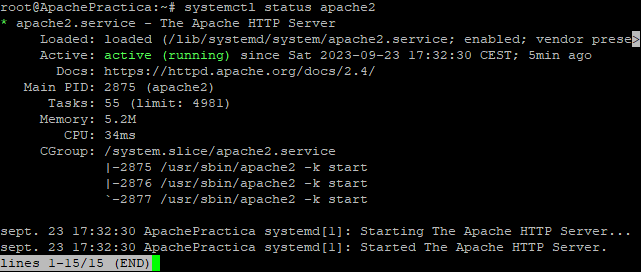 root@ApachePractica:~# systemctl status apache2
* apache2.service - The Apache HTTP Server
Loaded: loaded (/lib/systemd/system/apache2.service; enabled; vendor prese>
Active: active (running) since Sat 2023-09-23 17:32:30 CEST; 5min ago
Docs: https://httpd.apache.org/docs/2.4/
Main PID: 2875 (apache2)
Tasks: 55 (limit: 4981)
Memory: 5.2M
CPU: 34ms
CGroup: /system.slice/apache2.service
|-2875 /usr/sbin/apache2 -k start
|-2876 /usr/sbin/apache2 -k start
`-2877 /usr/sbin/apache2 -k start
sept. 23 17:32:30 ApachePractica systemd[1]: Starting The Apache HTTP Server...
sept. 23 17:32:30 ApachePractica systemd[1]: Started The Apache HTTP Server.
lines 1-15/15 (END)